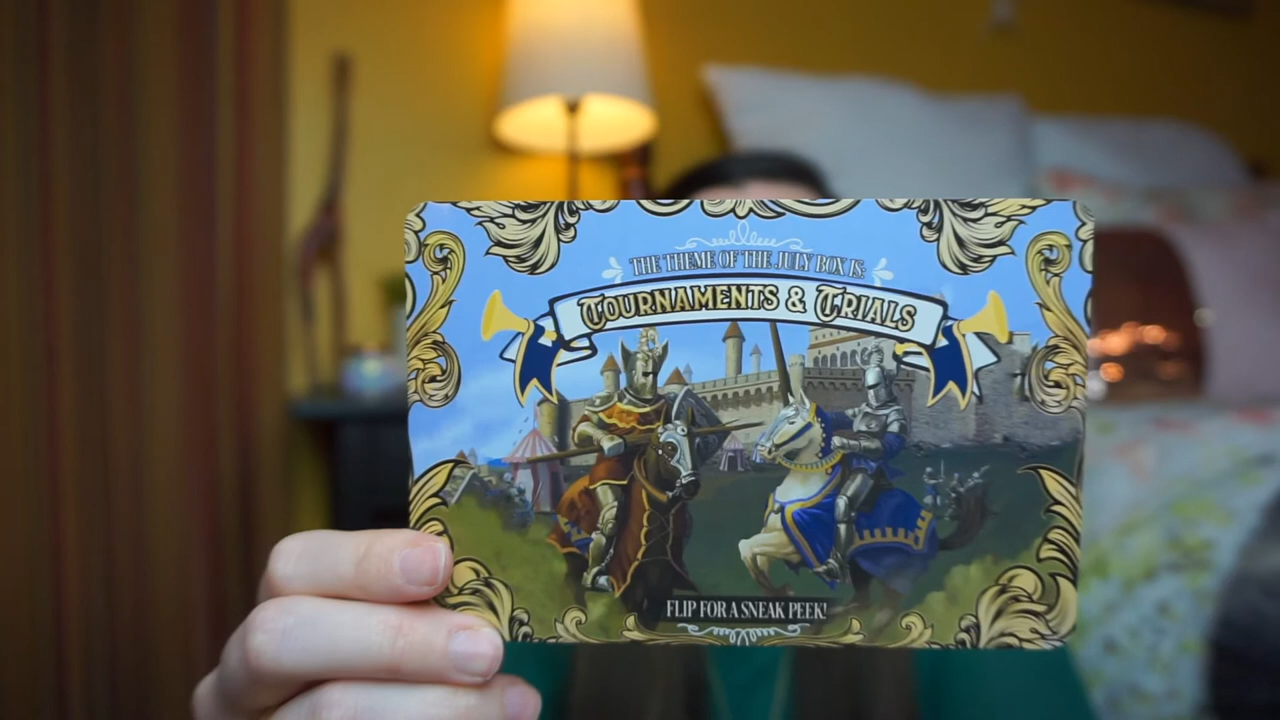 THE THEME OF THE JULY BOX IS:
TOURNAMENTS & TRIALS
FLIP FOR A SNEAK PEEK!